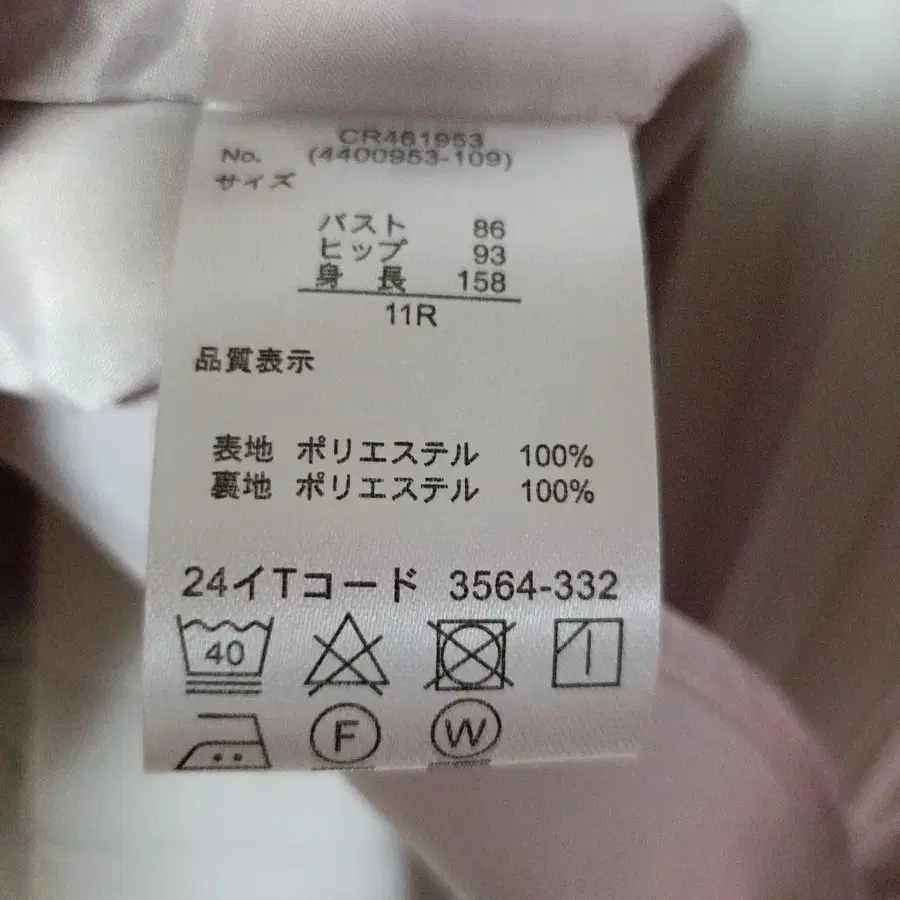 CR461953
No. (4400953-109)
サイズ
バスト 86
ヒップ 93
身 長 158
11R
品質表示
表地 ポリエステル 100%
裏地 ポリエステル 100%
24イTコード 3564-332
40
F W